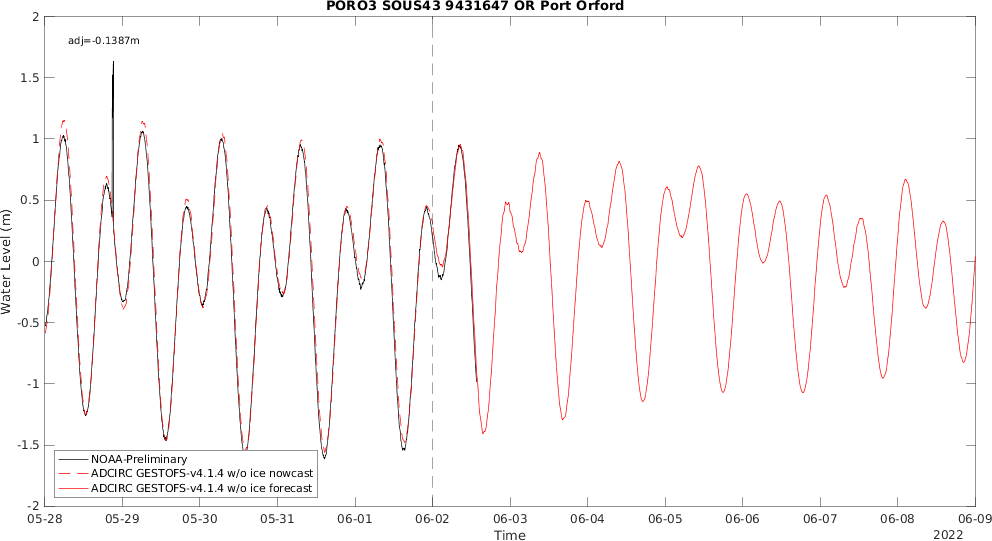 PORO3 SOUS43 9431647 OR Port Orford
adj=-0.1387m
2
1.5
1
0.5
0
-0.5
-1
-1.5
-2
Water Level (m)
NOAA-Preliminary
ADCIRC GESTOFS-v4.1.4 w/o ice nowcast
ADCIRC GESTOFS-v4.1.4 w/o ice forecast
05-28 05-29 05-30 05-31 06-01 06-02 06-03 06-04 06-05 06-06 06-07 06-08 06-09
Time
2022